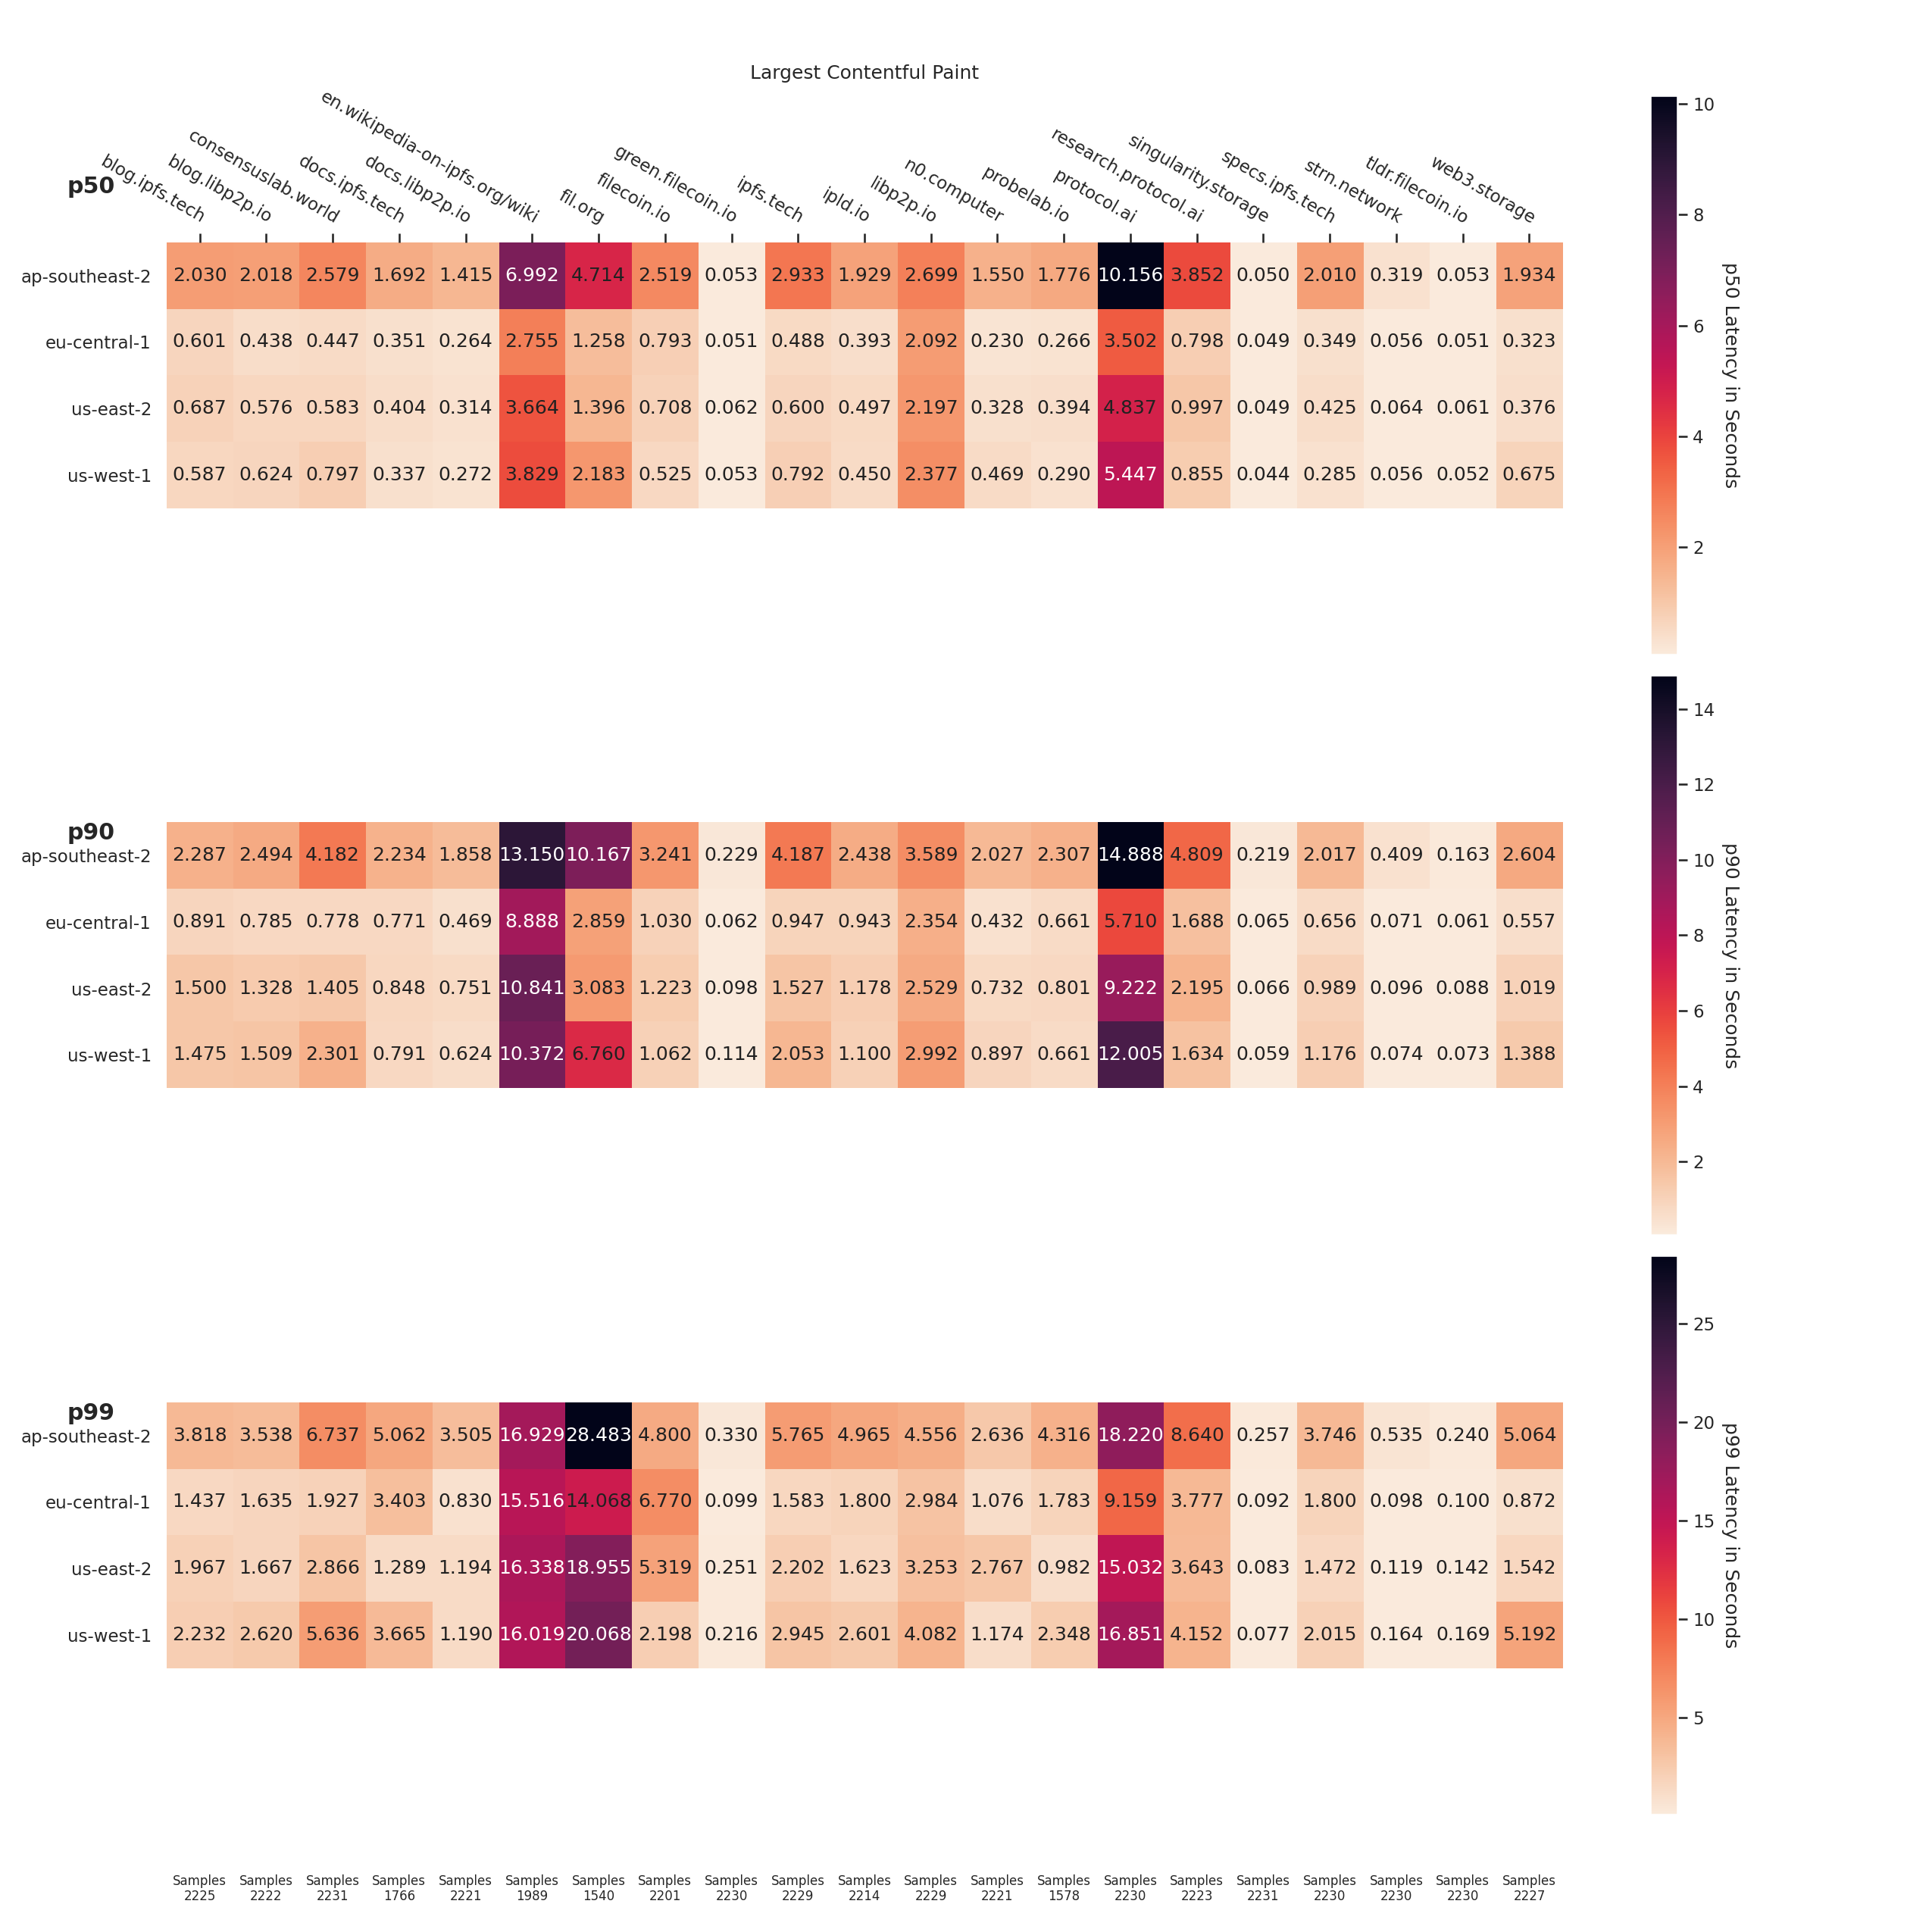 Largest Contentful Paint
p50
blog.ipfs.tech
blog.libp2p.io
consensuslab.world
docs.ipfs.tech
docs.libp2p.io
en.wikipedia-on-ipfs.org/wiki
fil.org
filecoin.io
green.filecoin.io
ipfs.tech
ipld.io
libp2p.io
n0.computer
probelab.io
protocol.ai
research.protocol.ai
singularity.storage
specs.ipfs.tech
strn.network
tldr.filecoin.io
web3.storage
ap-southeast-2 2.030 2.018 2.579 1.692 1.415 6.992 4.714 2.519 0.053 2.933 1.929 2.699 1.550 1.776 10.156 3.852 0.050 2.010 0.319 0.053 1.934
eu-central-1 0.601 0.438 0.447 0.351 0.264 2.755 1.258 0.793 0.051 0.488 0.393 2.092 0.230 0.266 3.502 0.798 0.049 0.349 0.056 0.051 0.323
us-east-2 0.687 0.576 0.583 0.404 0.314 3.664 1.396 0.708 0.062 0.600 0.497 2.197 0.328 0.394 4.837 0.997 0.049 0.425 0.064 0.061 0.376
us-west-1 0.587 0.624 0.797 0.337 0.272 3.829 2.183 0.525 0.053 0.792 0.450 2.377 0.469 0.290 5.447 0.855 0.044 0.285 0.056 0.052 0.675
10
8
6
4
2
p50 Latency in Seconds
p90
ap-southeast-2 2.287 2.494 4.182 2.234 1.858 13.150 10.167 3.241 0.229 4.187 2.438 3.589 2.027 2.307 14.888 4.809 0.219 2.017 0.409 0.163 2.604
eu-central-1 0.891 0.785 0.778 0.771 0.469 8.888 2.859 1.030 0.062 0.947 0.943 2.354 0.432 0.661 5.710 1.688 0.065 0.656 0.071 0.061 0.557
us-east-2 1.500 1.328 1.405 0.848 0.751 10.841 3.083 1.223 0.098 1.527 1.178 2.529 0.732 0.801 9.222 2.195 0.066 0.989 0.096 0.088 1.019
us-west-1 1.475 1.509 2.301 0.791 0.624 10.372 6.760 1.062 0.114 2.053 1.100 2.992 0.897 0.661 12.005 1.634 0.059 1.176 0.074 0.073 1.388
14
12
10
8
6
4
2
p90 Latency in Seconds
p99
ap-southeast-2 3.818 3.538 6.737 5.062 3.505 16.929 28.483 4.800 0.330 5.765 4.965 4.556 2.636 4.316 18.220 8.640 0.257 3.746 0.535 0.240 5.064
eu-central-1 1.437 1.635 1.927 3.403 0.830 15.516 14.068 6.770 0.099 1.583 1.800 2.984 1.076 1.783 9.159 3.777 0.092 1.800 0.098 0.100 0.872
us-east-2 1.967 1.667 2.866 1.289 1.194 16.338 18.955 5.319 0.251 2.202 1.623 3.253 2.767 0.982 15.032 3.643 0.083 1.472 0.119 0.142 1.542
us-west-1 2.232 2.620 5.636 3.665 1.190 16.019 20.068 2.198 0.216 2.945 2.601 4.082 1.174 2.348 16.851 4.152 0.077 2.015 0.164 0.169 5.192
25
20
15
10
5
p99 Latency in Seconds
Samples Samples Samples Samples Samples Samples Samples Samples Samples Samples Samples Samples Samples Samples Samples Samples Samples Samples Samples Samples Samples
2225 2222 2231 1766 2221 1989 1540 2201 2230 2229 2214 2229 2221 1578 2230 2223 2231 2230 2230 2230 2227